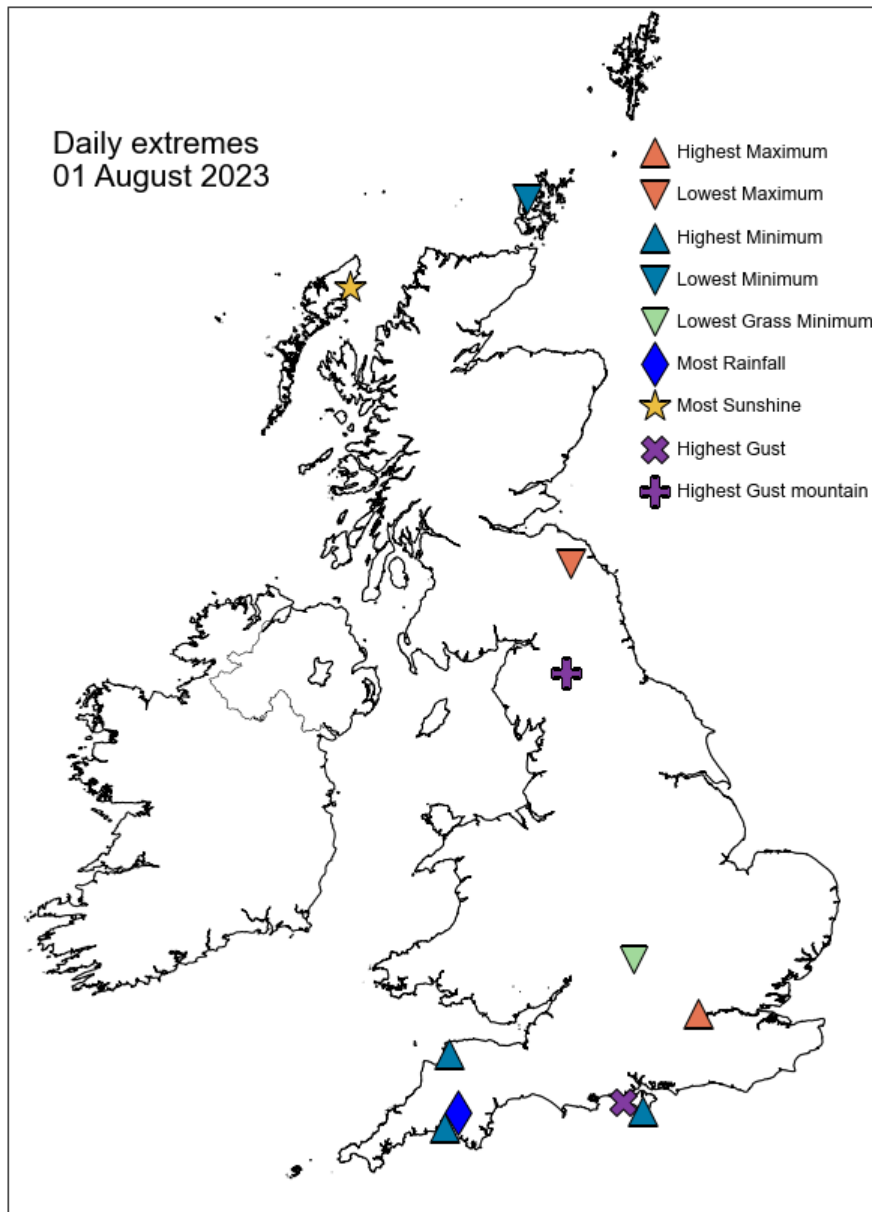 Daily extremes
01 August 2023
Highest Maximum
Lowest Maximum
Highest Minimum
Lowest Minimum
Lowest Grass Minimum
Most Rainfall
Most Sunshine
Highest Gust
Highest Gust mountain